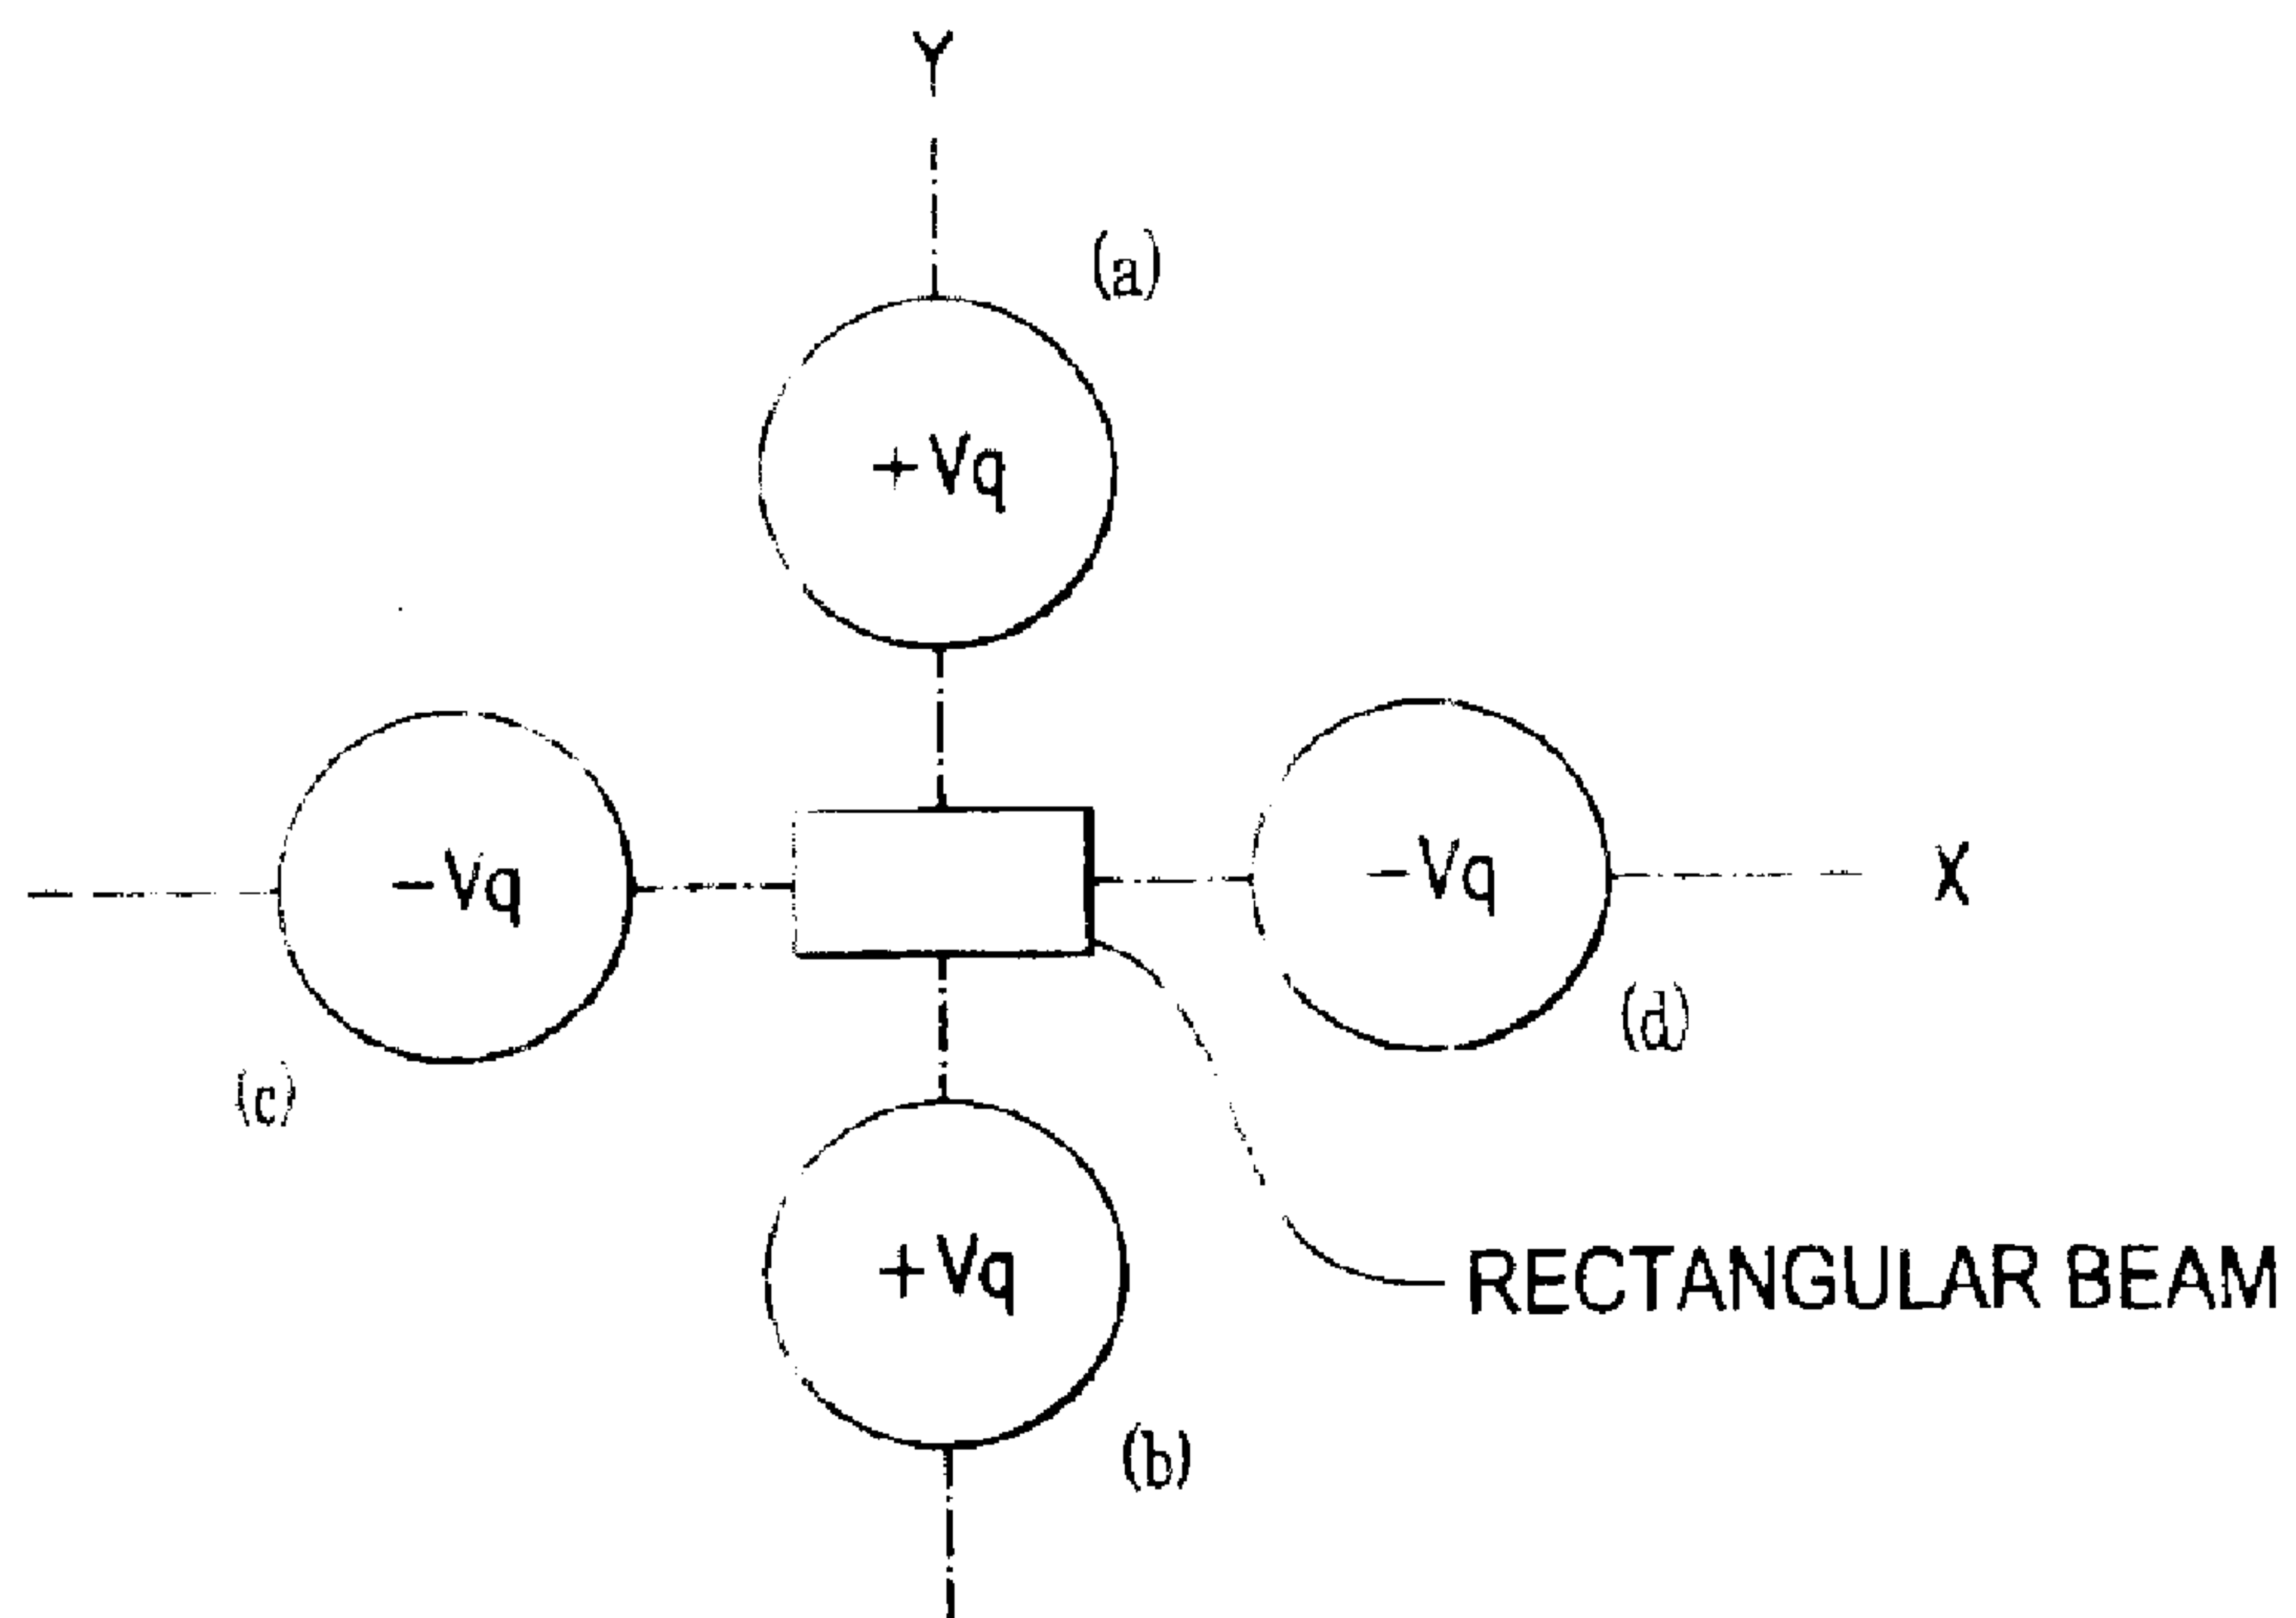 Y
(a)
+Vq
-Vq
-Vq
X
(d)
(c)
+Vq
RECTANGULAR BEAM
(b)